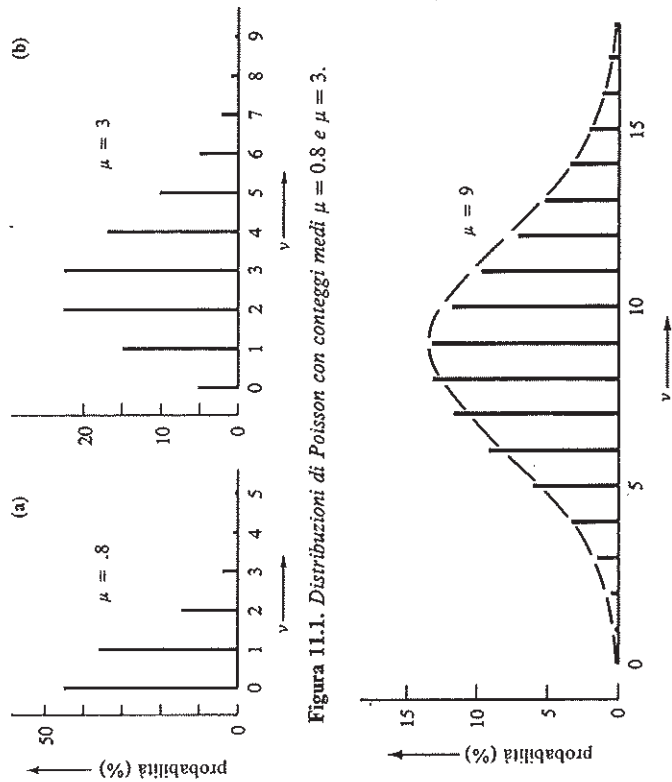 (a)
probabilità (%)
50
0
μ = .8
0 1 2 3 4 5
ν
(b)
20
10
0
μ = 3
0 1 2 3 4 5 6 7 8 9
ν
Figura 11.1. Distribuzioni di Poisson con conteggi medi μ = 0.8 e μ = 3.
probabilità (%)
15
10
5
0
μ = 9
0 5 10 15
ν